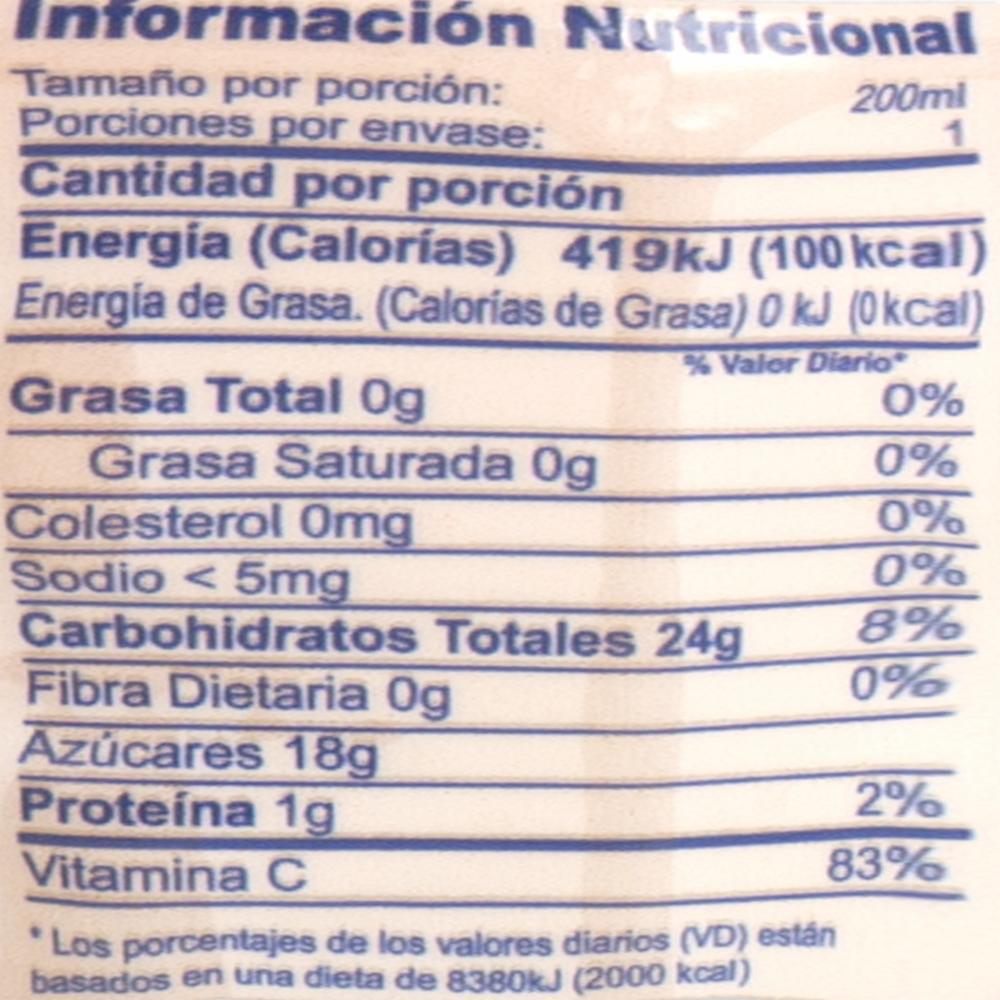 Información Nutricional
Tamaño por porción: 200ml
Porciones por envase: 1
Cantidad por porción
Energía (Calorías) 419kJ (100kcal)
Energía de Grasa. (Calorías de Grasa) 0 kJ (0kcal)
% Valor Diario*
Grasa Total 0g 0%
Grasa Saturada 0g 0%
Colesterol 0mg 0%
Sodio < 5mg 0%
Carbohidratos Totales 24g 8%
Fibra Dietaria 0g 0%
Azúcares 18g
Proteína 1g 2%
Vitamina C 83%
* Los porcentajes de los valores diarios (VD) están
basados en una dieta de 8380kJ (2000 kcal)